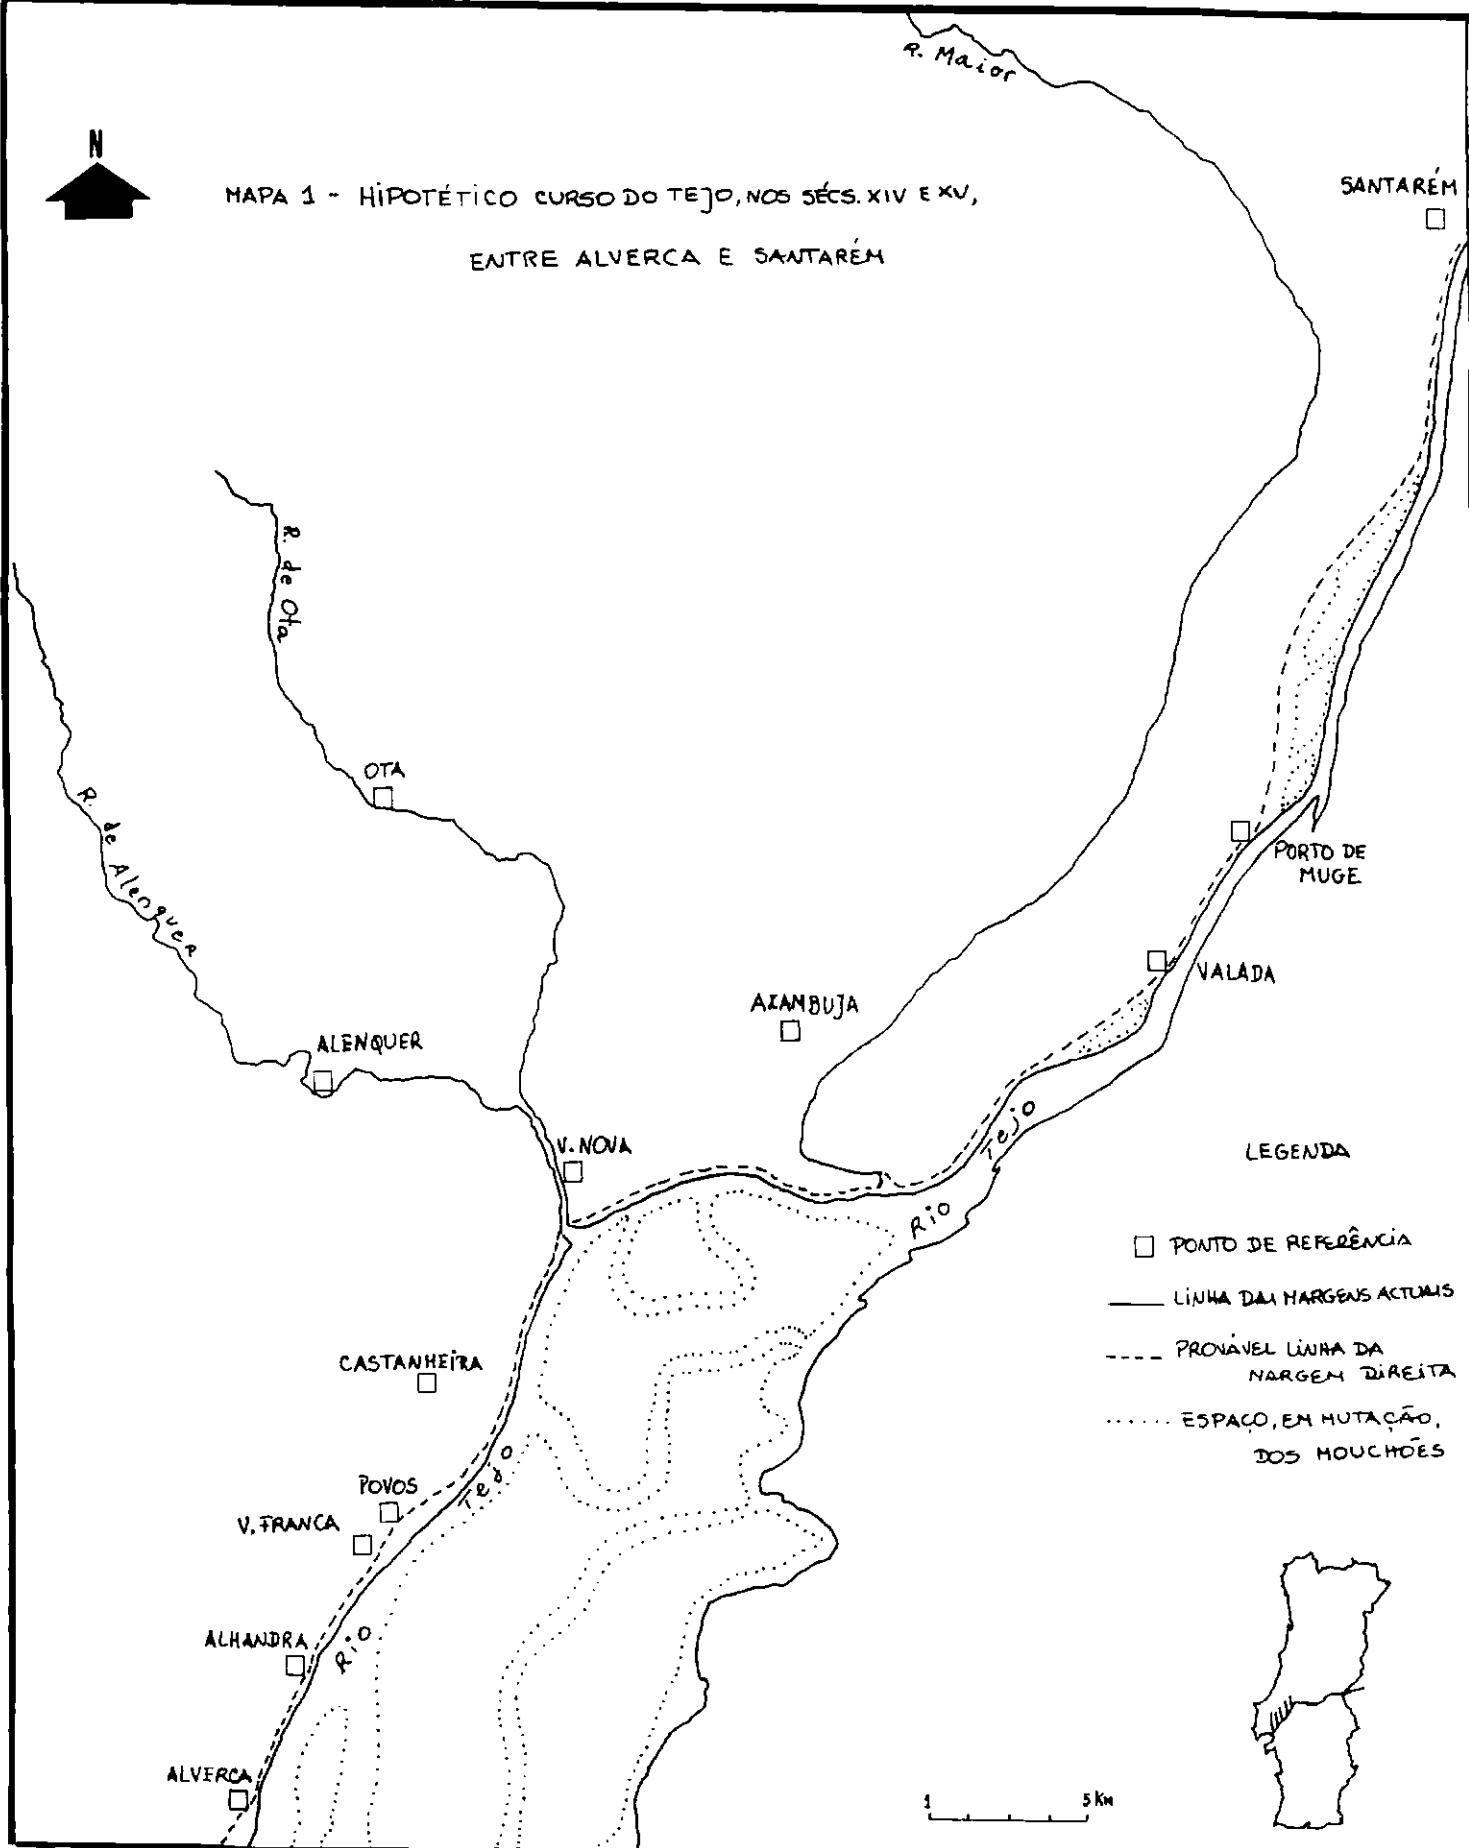 R. Maior
N
MAPA 1 - HIPOTÉTICO CURSO DO TEJO, NOS SÉCS. XIV E XV,
ENTRE ALVERCA E SANTARÉM
SANTARÉM
R. de Ota
OTA
R. de Alenquer
PORTO DE
MUGE
VALADA
AZAMBUJA
ALENQUER
V. NOVA
Rio Tejo
LEGENDA
PONTO DE REFERÊNCIA
LINHA DAS MARGENS ACTUAIS
PROVÁVEL LINHA DA
MARGEM DIREITA
ESPAÇO, EM MUTAÇÃO,
DOS MOUCHÕES
CASTANHEIRA
POVOS
V. FRANCA
Rio Tejo
ALHANDRA
ALVERCA
1 5 Km